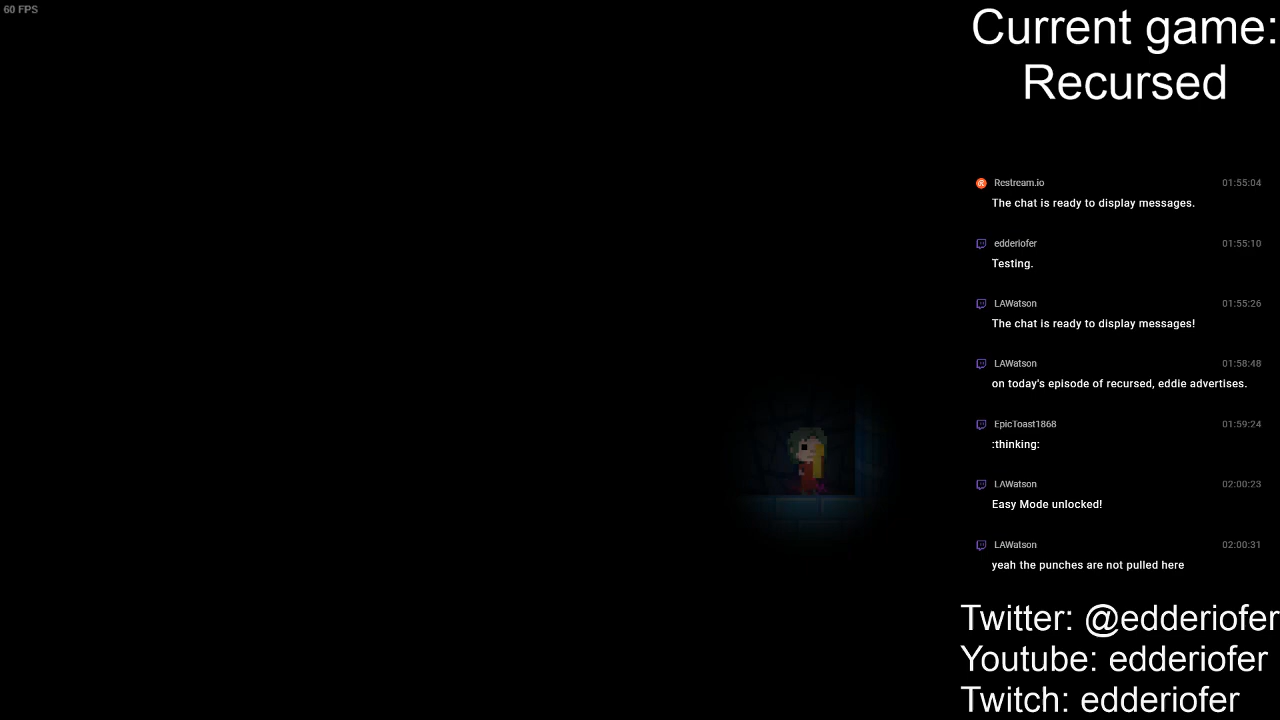 60 FPS
Current game:
Recursed
Restream.io 01:55:04
The chat is ready to display messages.
edderiofer 01:55:10
Testing.
LAWatson 01:55:26
The chat is ready to display messages!
LAWatson 01:58:48
on today's episode of recursed, eddie advertises.
EpicToast1868 01:59:24
:thinking:
LAWatson 02:00:23
Easy Mode unlocked!
LAWatson 02:00:31
yeah the punches are not pulled here
Twitter: @edderiofer
Youtube: edderiofer
Twitch: edderiofer